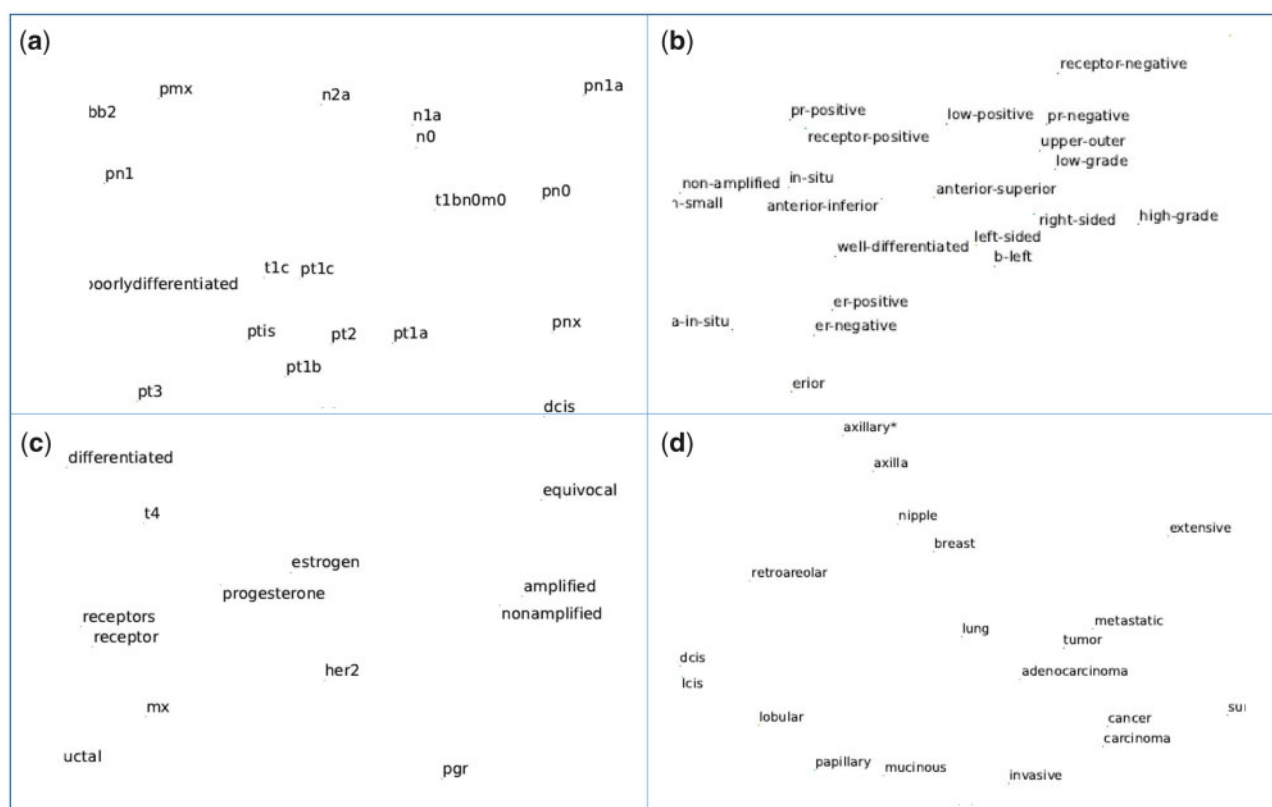 (a)
pmx
n2a
pn1a
bb2
n1a
n0
pn1
t1bn0m0
pn0
t1c
pt1c
oorlydifferentiated
ptis
pt2
pt1a
pnx
pt1b
pt3
dcis
(b)
receptor-negative
pr-positive
low-positive
pr-negative
receptor-positive
upper-outer
low-grade
non-amplified
in-situ
anterior-superior
-small
anterior-inferior
right-sided
high-grade
left-sided
well-differentiated
b-left
er-positive
a-in-situ
er-negative
erior
(c)
differentiated
equivocal
t4
estrogen
progesterone
amplified
nonamplified
receptors
receptor
her2
mx
uctal
pgr
(d)
axillary*
axilla
nipple
extensive
breast
retroareolar
lung
metastatic
tumor
dcis
lcis
adenocarcinoma
lobular
cancer
su
carcinoma
papillary
mucinous
invasive